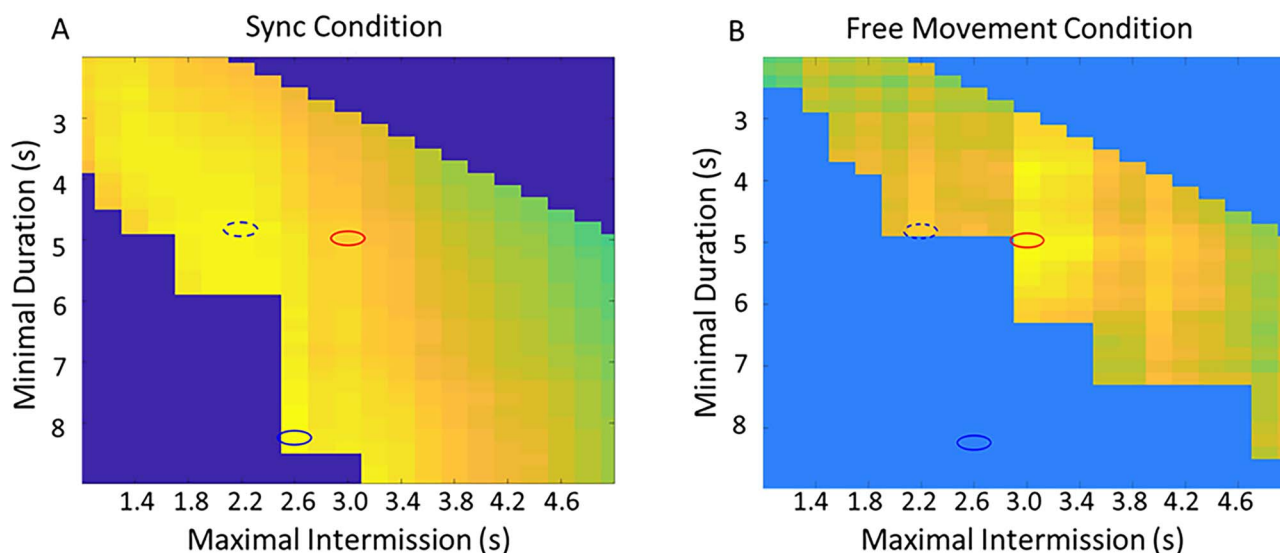 A
Sync Condition
Minimal Duration (s)
3
4
5
6
7
8
1.4 1.8 2.2 2.6 3.0 3.4 3.8 4.2 4.6
Maximal Intermission (s)
B
Free Movement Condition
Minimal Duration (s)
3
4
5
6
7
8
1.4 1.8 2.2 2.6 3.0 3.4 3.8 4.2 4.6
Maximal Intermission (s)